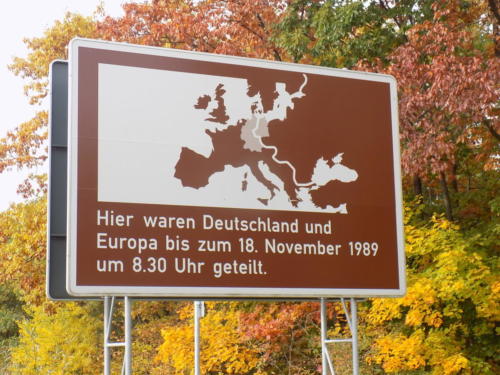 Hier waren Deutschland und
Europa bis zum 18. November 1989
um 8.30 Uhr geteilt.